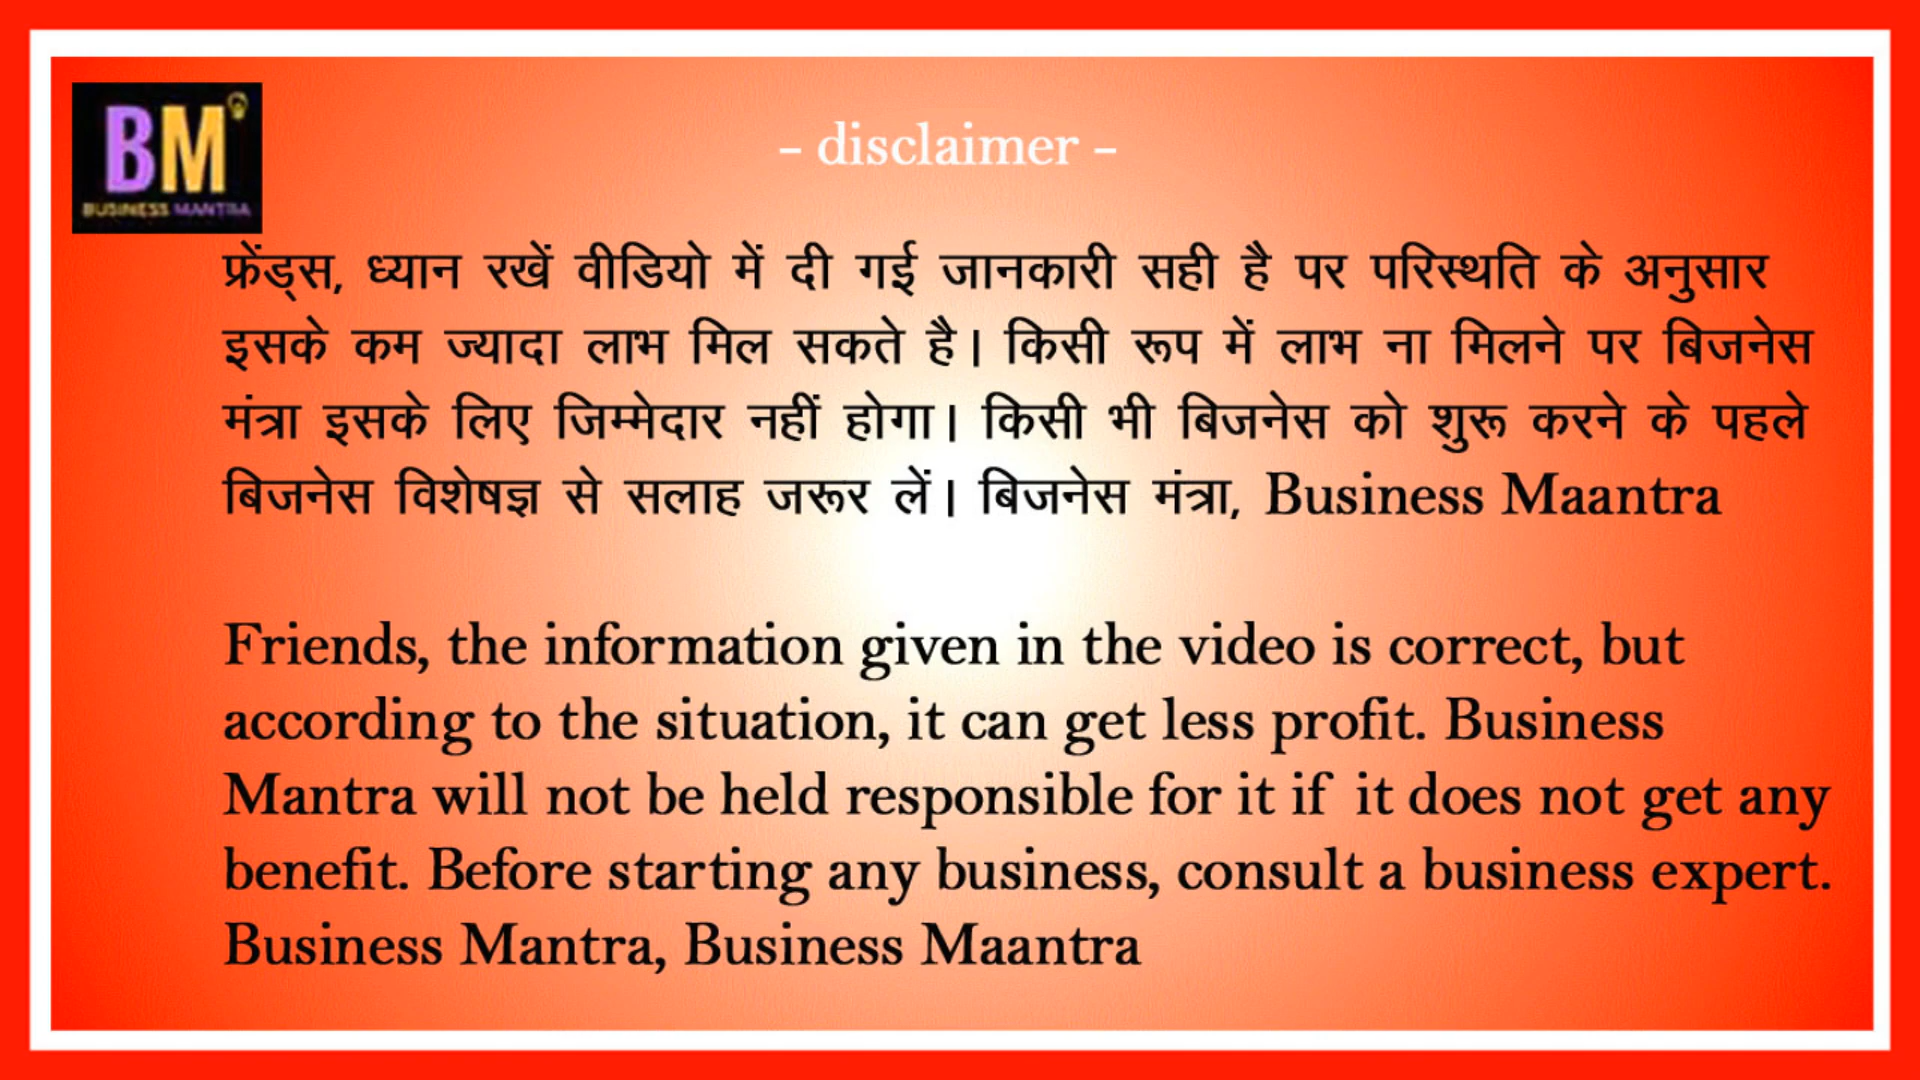 BM
BUSINESS MANTRA
- disclaimer -
फ्रेंड्स, ध्यान रखें वीडियो में दी गई जानकारी सही है पर परिस्थति के अनुसार
इसके कम ज्यादा लाभ मिल सकते है। किसी रूप में लाभ ना मिलने पर बिजनेस
मंत्रा इसके लिए जिम्मेदार नहीं होगा। किसी भी बिजनेस को शुरू करने के पहले
बिजनेस विशेषज्ञ से सलाह जरूर लें। बिजनेस मंत्रा, Business Maantra
Friends, the information given in the video is correct, but
according to the situation, it can get less profit. Business
Mantra will not be held responsible for it if it does not get any
benefit. Before starting any business, consult a business expert.
Business Mantra, Business Maantra